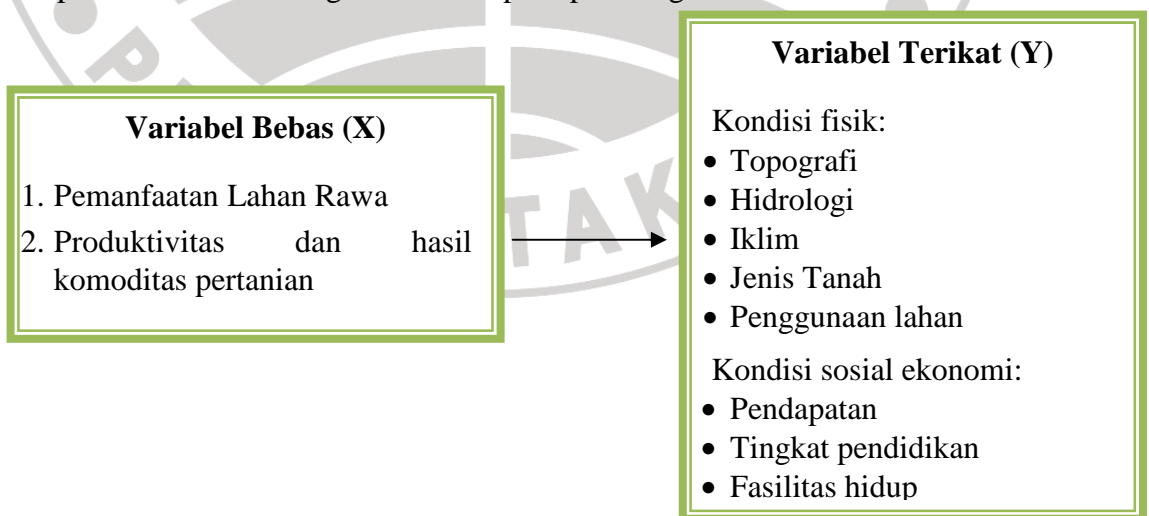 Variabel Bebas (X)
1. Pemanfaatan Lahan Rawa
2. Produktivitas dan hasil
komoditas pertanian
Variabel Terikat (Y)
Kondisi fisik:
• Topografi
• Hidrologi
• Iklim
• Jenis Tanah
• Penggunaan lahan
Kondisi sosial ekonomi:
• Pendapatan
• Tingkat pendidikan
• Fasilitas hidup